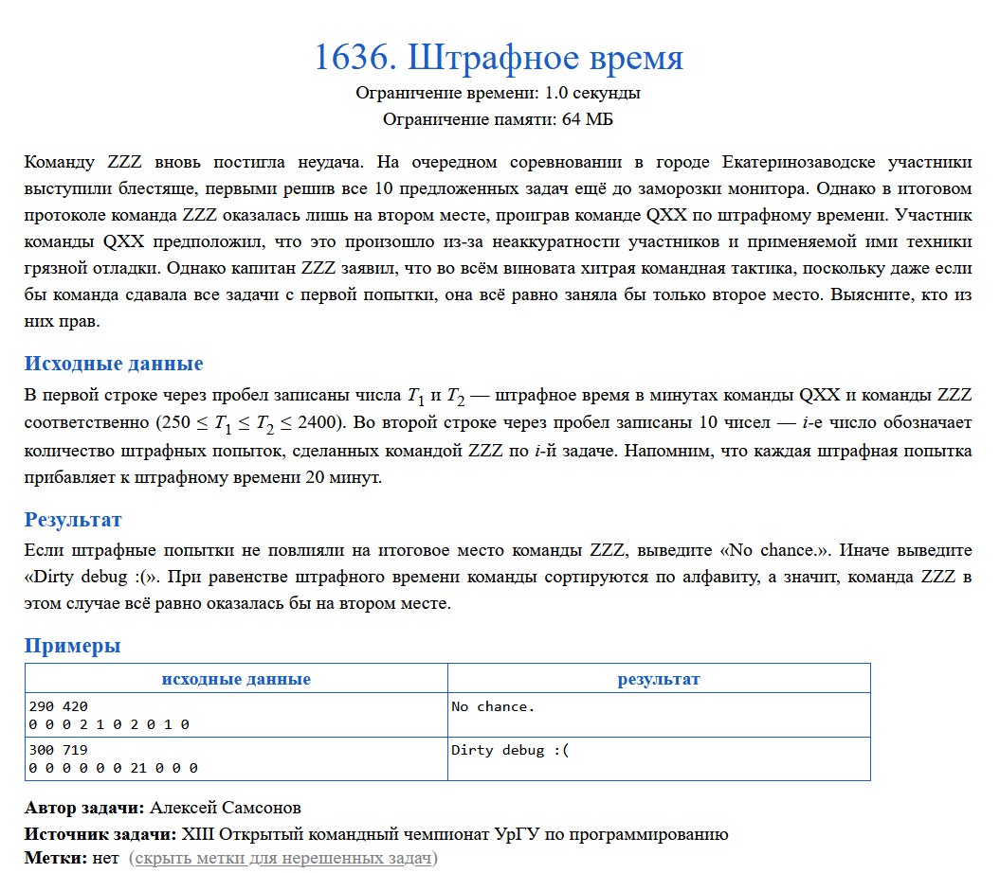 1636. Штрафное время
Ограничение времени: 1.0 секунды
Ограничение памяти: 64 МБ
Команду ZZZ вновь постигла неудача. На очередном соревновании в городе Екатеринозаводске участники
выступили блестяще, первыми решив все 10 предложенных задач ещё до заморозки монитора. Однако в итоговом
протоколе команда ZZZ оказалась лишь на втором месте, проиграв команде QXX по штрафному времени. Участник
команды QXX предположил, что это произошло из-за неаккуратности участников и применяемой ими техники
грязной отладки. Однако капитан ZZZ заявил, что во всём виновата хитрая командная тактика, поскольку даже если
бы команда сдавала все задачи с первой попытки, она всё равно заняла бы только второе место. Выясните, кто из
них прав.
Исходные данные
В первой строке через пробел записаны числа T1 и T2 — штрафное время в минутах команды QXX и команды ZZZ
соответственно (250 ≤ T1 ≤ T2 ≤ 2400). Во второй строке через пробел записаны 10 чисел — i-е число обозначает
количество штрафных попыток, сделанных командой ZZZ по i-й задаче. Напомним, что каждая штрафная попытка
прибавляет к штрафному времени 20 минут.
Результат
Если штрафные попытки не повлияли на итоговое место команды ZZZ, выведите «No chance.». Иначе выведите
«Dirty debug :(». При равенстве штрафного времени команды сортируются по алфавиту, а значит, команда ZZZ в
этом случае всё равно оказалась бы на втором месте.
Примеры
исходные данные результат
290 420 No chance.
0 0 0 2 1 0 2 0 1 0
300 719 Dirty debug :(
0 0 0 0 0 0 21 0 0 0
Автор задачи: Алексей Самсонов
Источник задачи: XIII Открытый командный чемпионат УрГУ по программированию
Метки: нет (скрыть метки для нерешенных задач)